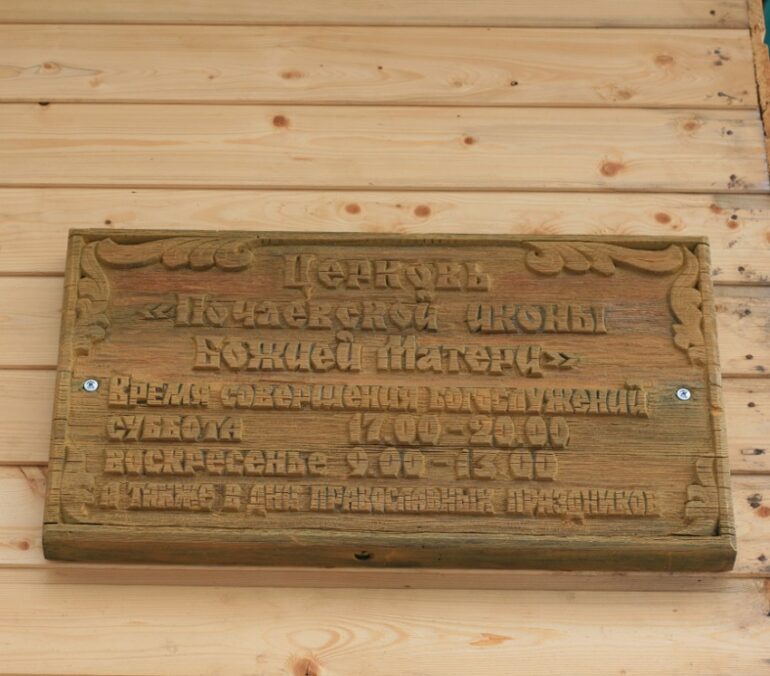 Церковь
«Почаевской иконы
Божией Матери»
Время совершения богослужений
суббота 17.00-20.00
воскресенье 9.00-13.00
а также в дни православных праздников